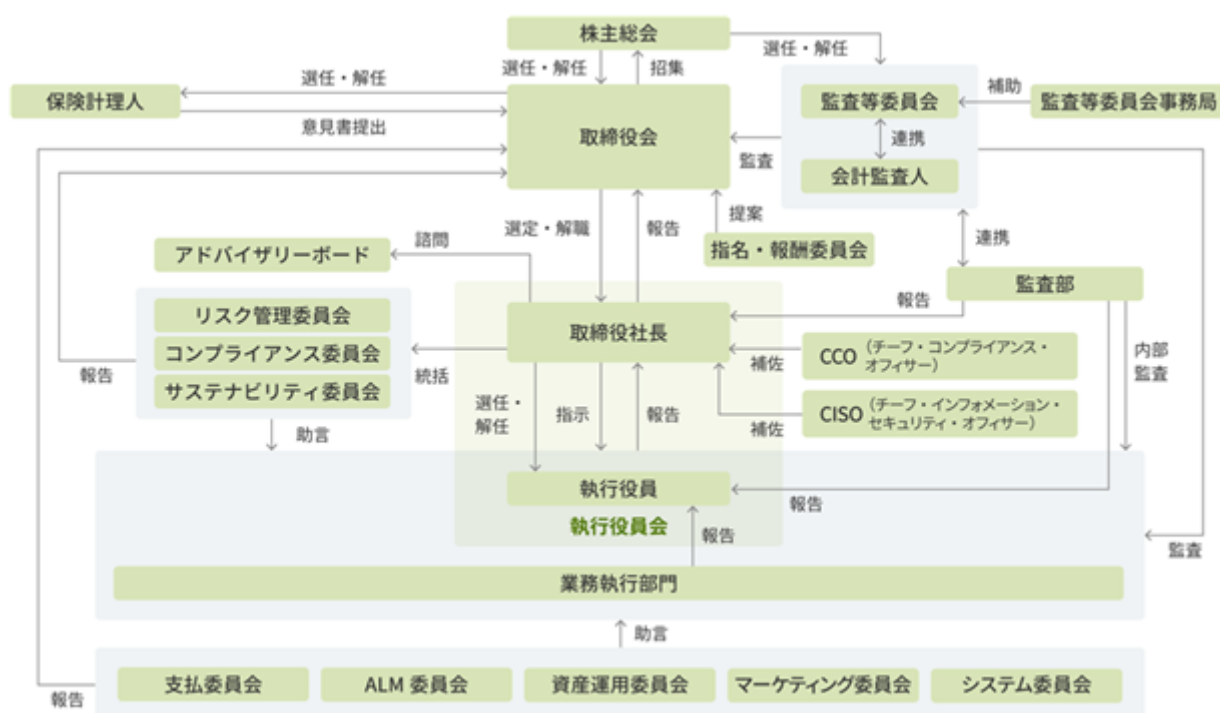 株主総会
選任・解任
選任・解任
招集
選任・解任
保険計理人
意見書提出
取締役会
監査等委員会
補助
監査等委員会事務局
連携
監査
会計監査人
提案
選定・解職
報告
指名・報酬委員会
連携
諮問
アドバイザリーボード
監査部
報告
リスク管理委員会
コンプライアンス委員会
サステナビリティ委員会
取締役社長
報告
統括
補佐
CCO（チーフ・コンプライアンス・
オフィサー）
内部
監査
選任・
解任
指示
報告
補佐
CISO（チーフ・インフォメーション・
セキュリティ・オフィサー）
助言
執行役員
報告
執行役員会
報告
監査
業務執行部門
助言
報告
支払委員会
ALM 委員会
資産運用委員会
マーケティング委員会
システム委員会